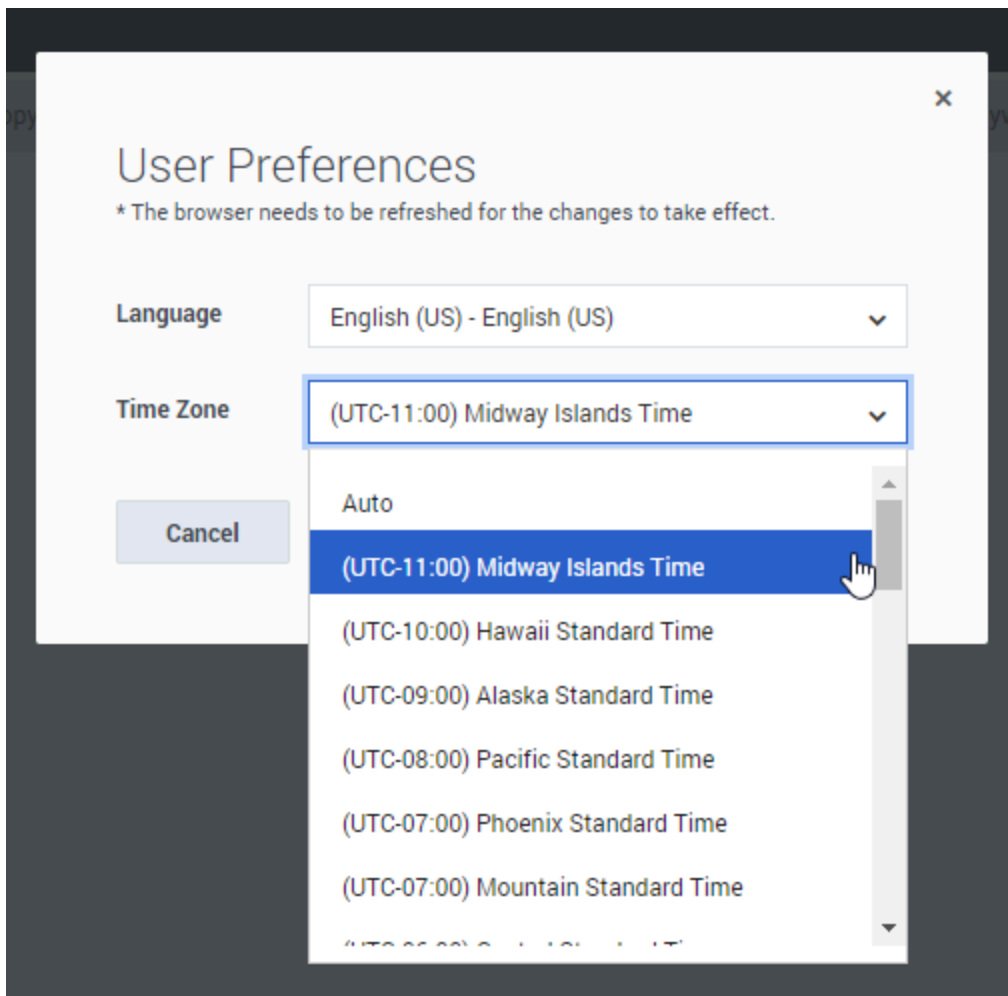 User Preferences
* The browser needs to be refreshed for the changes to take effect.
Language
English (US) - English (US)
Time Zone
(UTC-11:00) Midway Islands Time
Cancel
Auto
(UTC-11:00) Midway Islands Time
(UTC-10:00) Hawaii Standard Time
(UTC-09:00) Alaska Standard Time
(UTC-08:00) Pacific Standard Time
(UTC-07:00) Phoenix Standard Time
(UTC-07:00) Mountain Standard Time